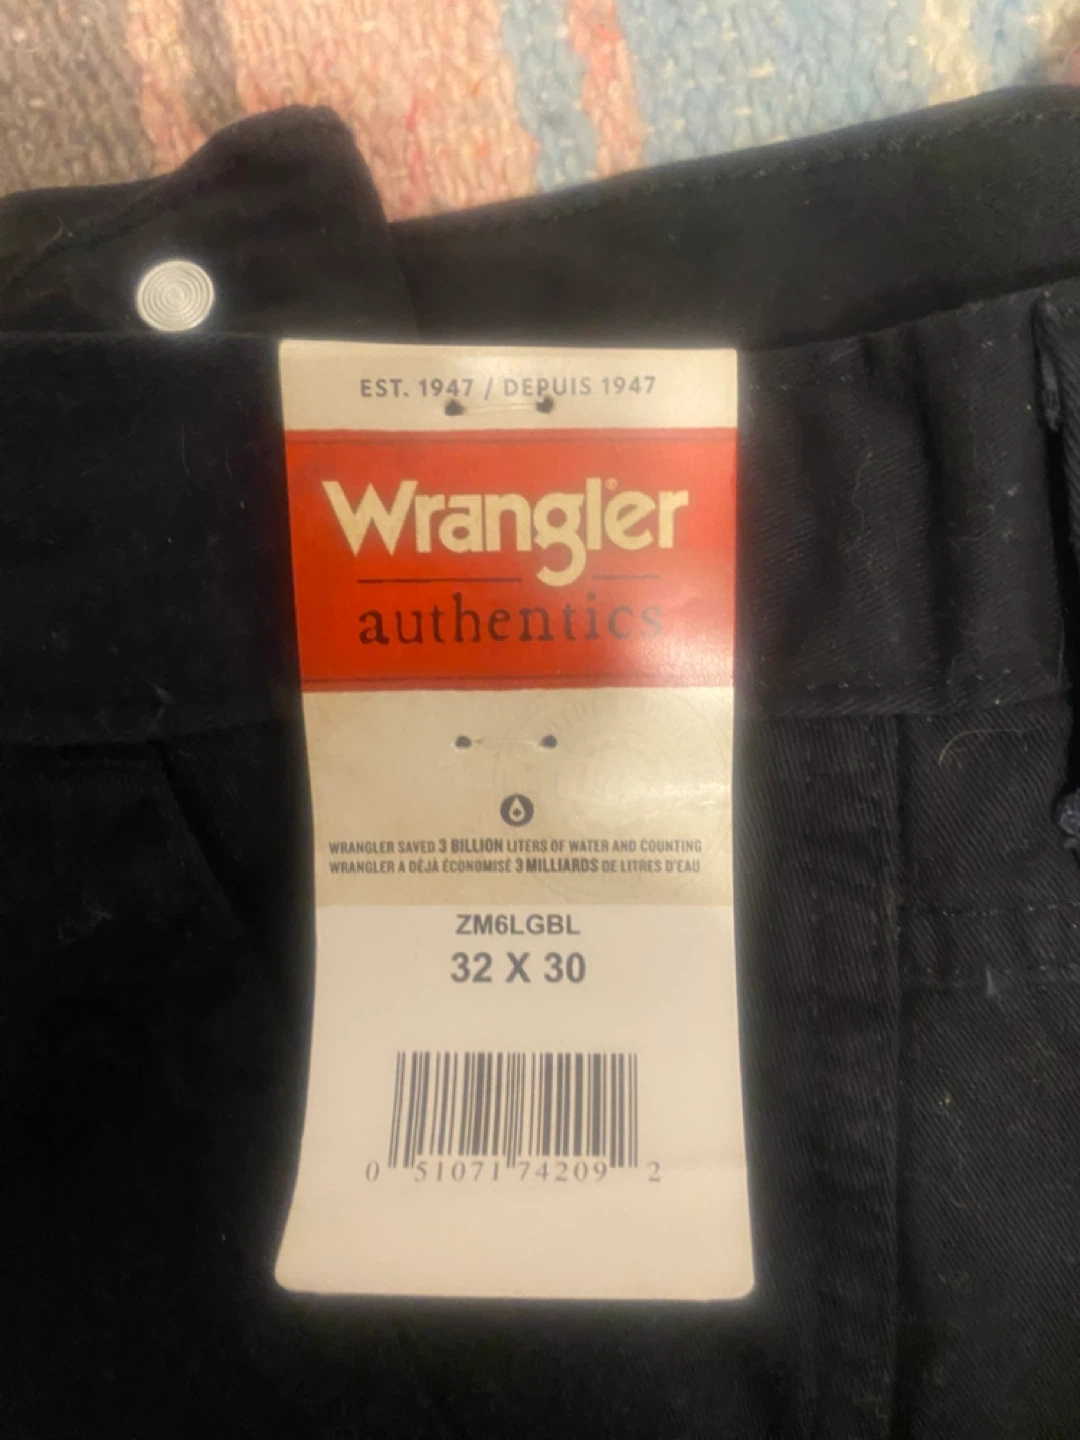 EST. 1947 / DEPUIS 1947
Wrangler®
authentics
WRANGLER SAVED 3 BILLION LITERS OF WATER AND COUNTING
WRANGLER A DÉJÀ ÉCONOMISÉ 3 MILLIARDS DE LITRES D'EAU
ZM6LGBL
32 X 30
0 51071 74209 2